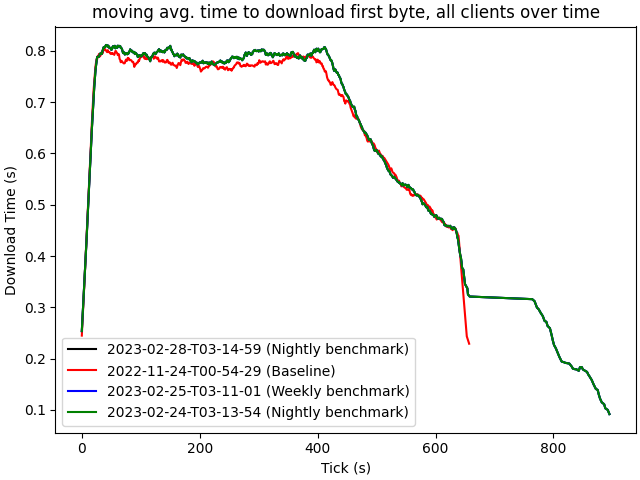 moving avg. time to download first byte, all clients over time
Download Time (s)
0.8
0.7
0.6
0.5
0.4
0.3
0.2
0.1
2023-02-28-T03-14-59 (Nightly benchmark)
2022-11-24-T00-54-29 (Baseline)
2023-02-25-T03-11-01 (Weekly benchmark)
2023-02-24-T03-13-54 (Nightly benchmark)
0 200 400 600 800
Tick (s)